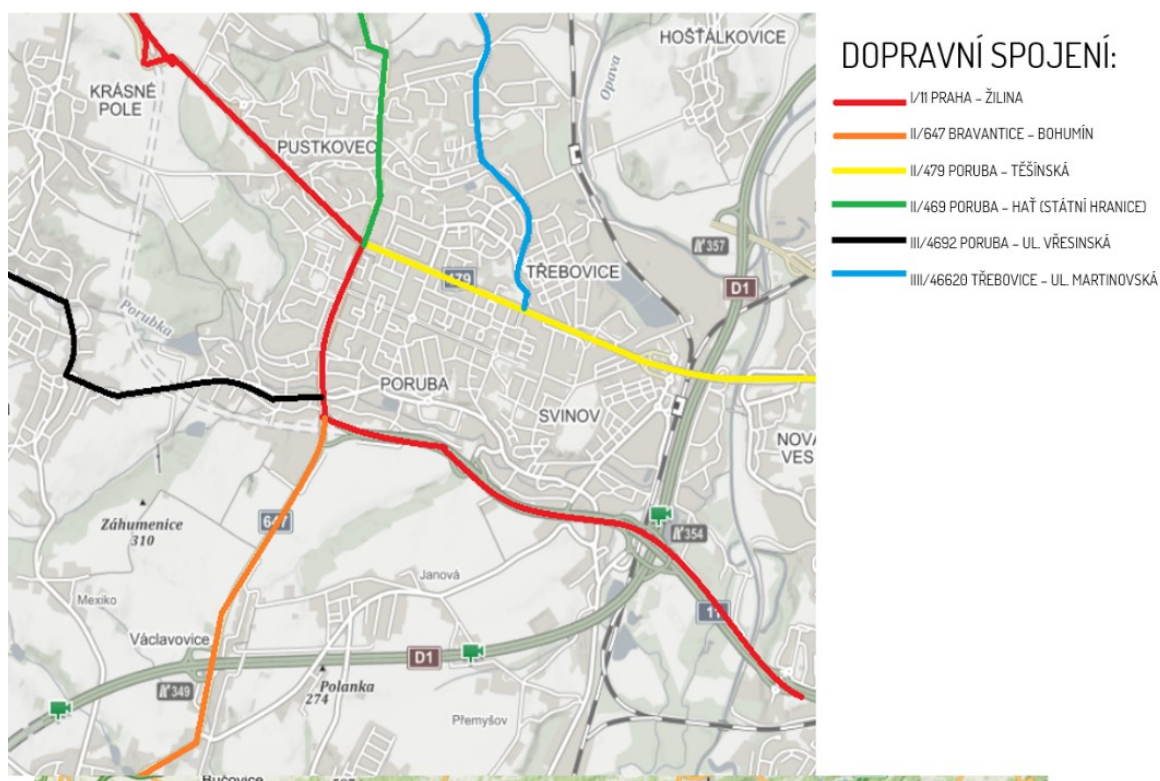 DOPRAVNÍ SPOJENÍ:
I/11 PRAHA – ŽILINA
II/647 BRAVANTICE – BOHUMÍN
II/479 PORUBA – TĚŠÍNSKÁ
II/469 PORUBA – HAŤ (STÁTNÍ HRANICE)
III/4692 PORUBA – UL. VŘESINSKÁ
IIII/46620 TŘEBOVICE – UL. MARTINOVSKÁ
HOŠŤÁLKOVICE
KRÁSNÉ
POLE
Opava
PUSTKOVEC
357
TŘEBOVICE
479
D1
Porubka
PORUBA
SVINOV
NOVÁ
VES
Záhumenice
310
647
354
Janová
Mexiko
11
Václavovice
D1
349
Polanka
274
Přemyšov
Bučovice